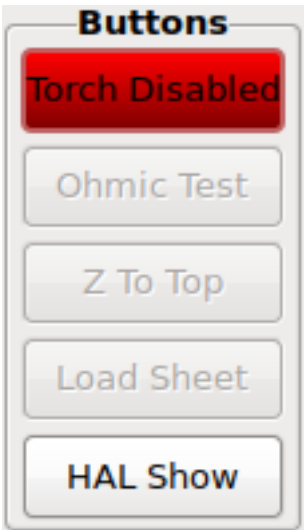 Buttons
Torch Disabled
Ohmic Test
Z To Top
Load Sheet
HAL Show